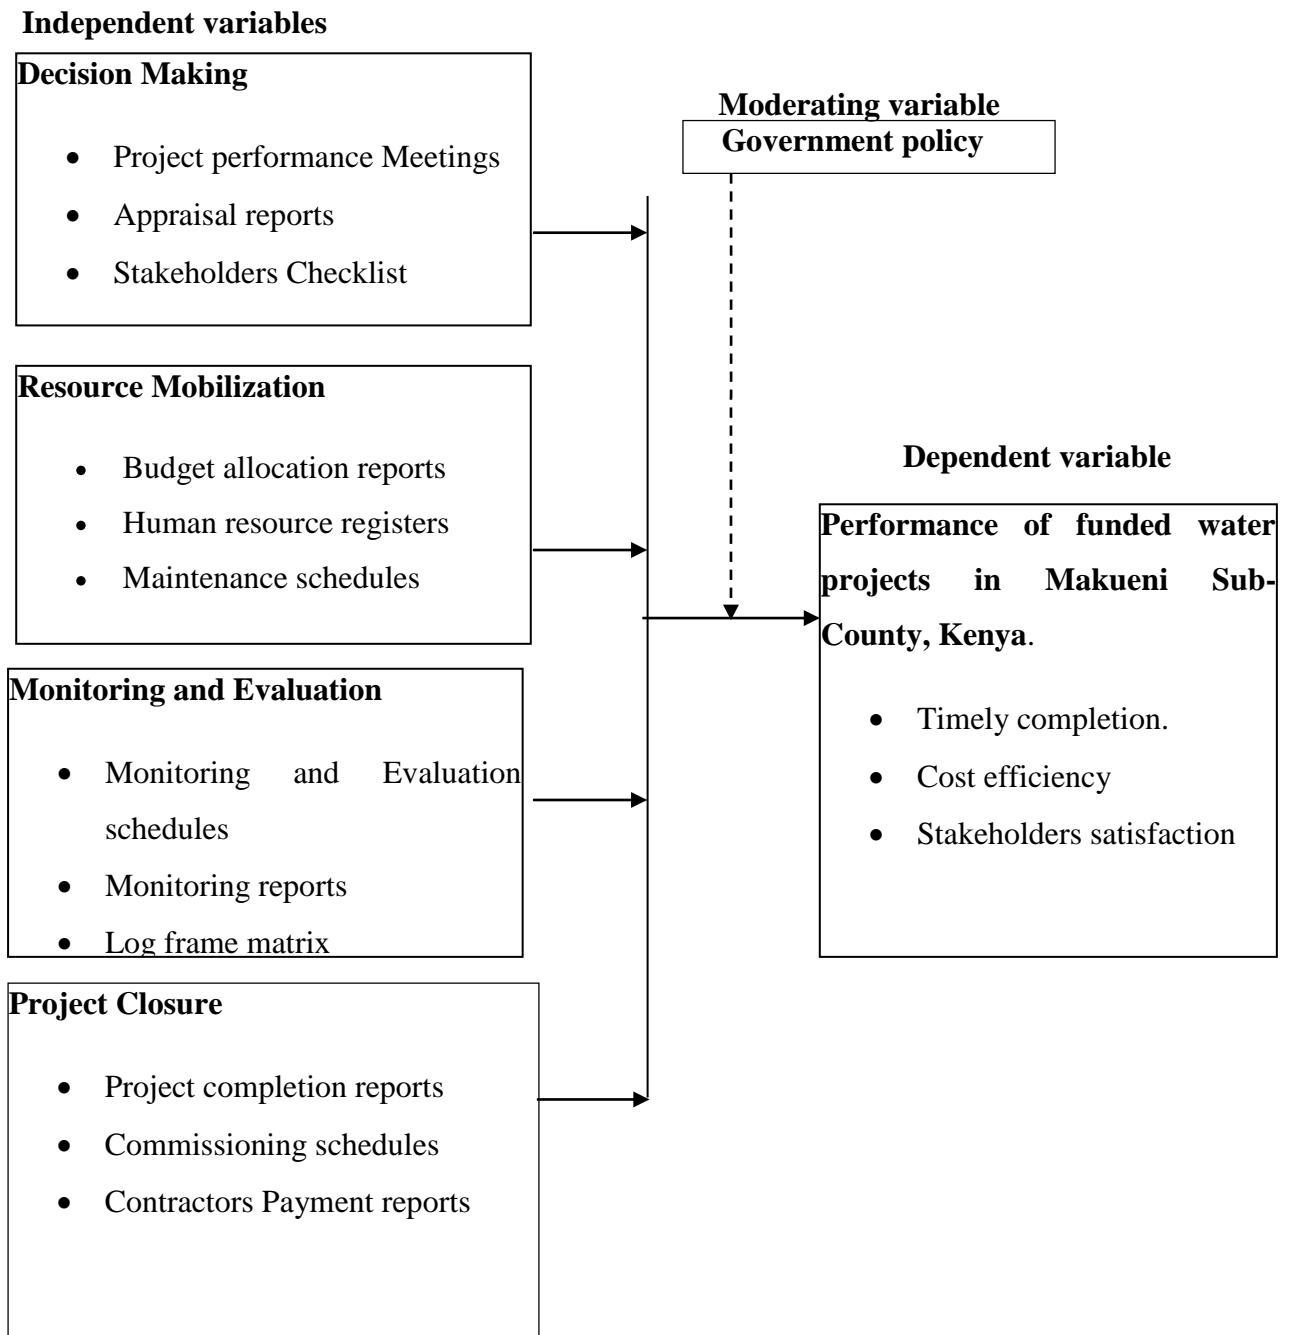 Independent variables
Decision Making
• Project performance Meetings
• Appraisal reports
• Stakeholders Checklist
Resource Mobilization
• Budget allocation reports
• Human resource registers
• Maintenance schedules
Monitoring and Evaluation
• Monitoring and Evaluation
schedules
• Monitoring reports
• Log frame matrix
Project Closure
• Project completion reports
• Commissioning schedules
• Contractors Payment reports
Moderating variable
Government policy
Dependent variable
Performance of funded water
projects in Makueni Sub-
County, Kenya.
• Timely completion.
• Cost efficiency
• Stakeholders satisfaction